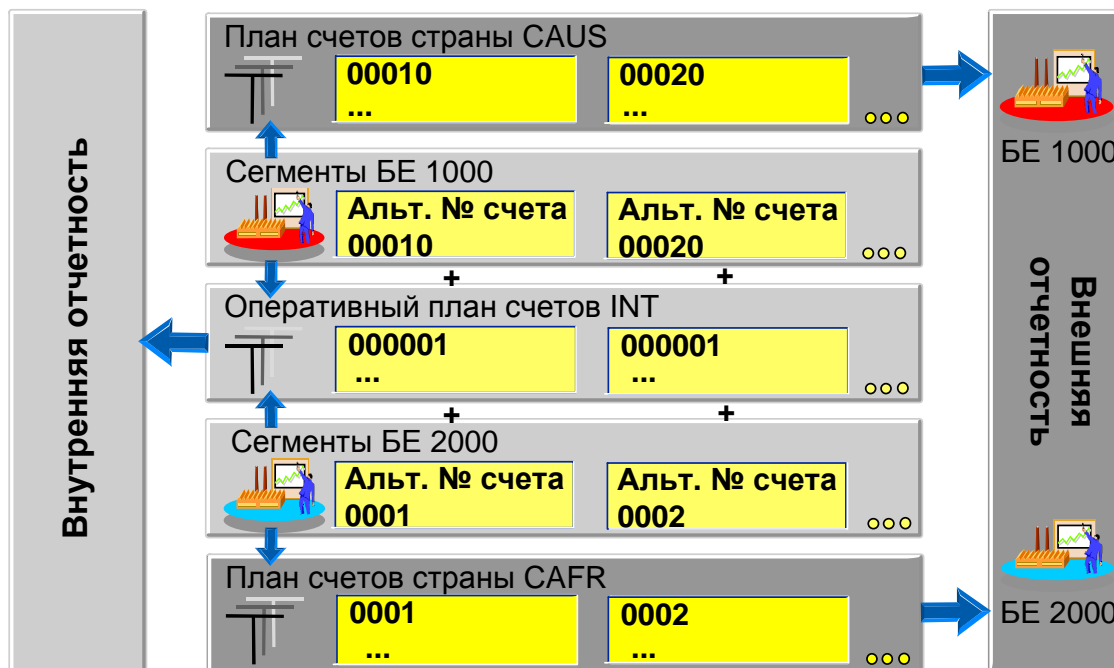 Внутренняя отчетность
План счетов страны CAUS
00010
...
00020
...
Сегменты БЕ 1000
Альт. № счета
00010
Альт. № счета
00020
+
+
Оперативный план счетов INT
000001
...
000001
...
+
+
Сегменты БЕ 2000
Альт. № счета
0001
Альт. № счета
0002
План счетов страны CAFR
0001
...
0002
...
БЕ 1000
Внешняя
отчетность
БЕ 2000